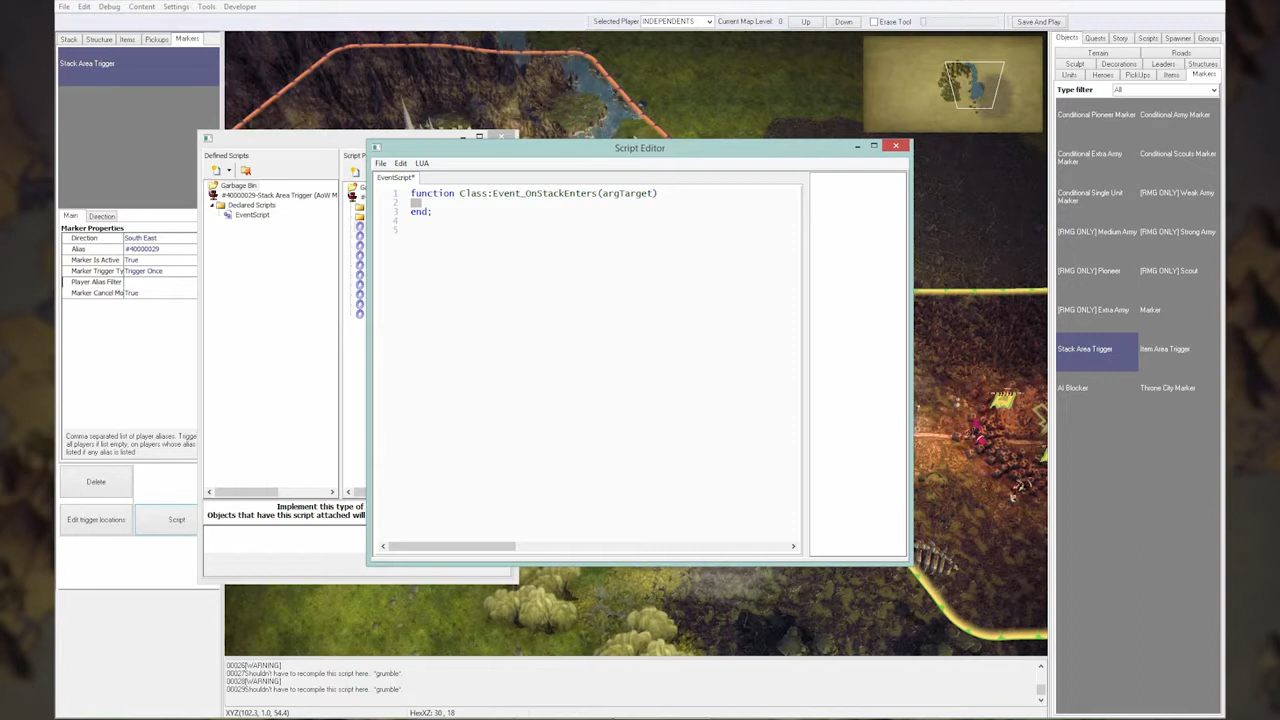 File Edit Debug Content Settings Tools Developer
Selected Player INDEPENDENTS Current Map Level: 0 Up Down Erase Tool Save And Play
Stack Structure Items Pickups Markers
Stack Area Trigger
Main Direction
Marker Properties
Direction South East
Alias #40000029
Marker Is Active True
Marker Trigger Ty Trigger Once
Player Alias Filter
Marker Cancel Mo True
Comma separated list of player aliases. Trigge
all players if list empty, on players whose alias
listed if any alias is listed
Delete
Edit trigger locations Script
Defined Scripts
Garbage Bin
#40000029-Stack Area Trigger (AoW M
Declared Scripts
EventScript
Script P
Implement this type of
Objects that have this script attached will
Script Editor
File Edit LUA
EventScript*
1 function Class:Event_OnStackEnters(argTarget)
2
3 end;
4
5
Objects Quests Story Scripts Spawner Groups
Terrain Roads
Sculpt Decorations Leaders Structures
Units Heroes PickUps Items Markers
Type filter All
Conditional Pioneer Marker Conditional Army Marker
Conditional Extra Army Marker Conditional Scouts Marker
Conditional Single Unit Marker [RMG ONLY] Weak Army
[RMG ONLY] Medium Army [RMG ONLY] Strong Army
[RMG ONLY] Pioneer [RMG ONLY] Scout
[RMG ONLY] Extra Army Marker
Stack Area Trigger Item Area Trigger
AI Blocker Throne City Marker
00026[WARNING]
00027Shouldn't have to recompile this script here.. *grumble*.
00028[WARNING]
00029Shouldn't have to recompile this script here.. *grumble*.
XYZ(102.3, 1.0, 54.4) HexXZ: 30 , 18